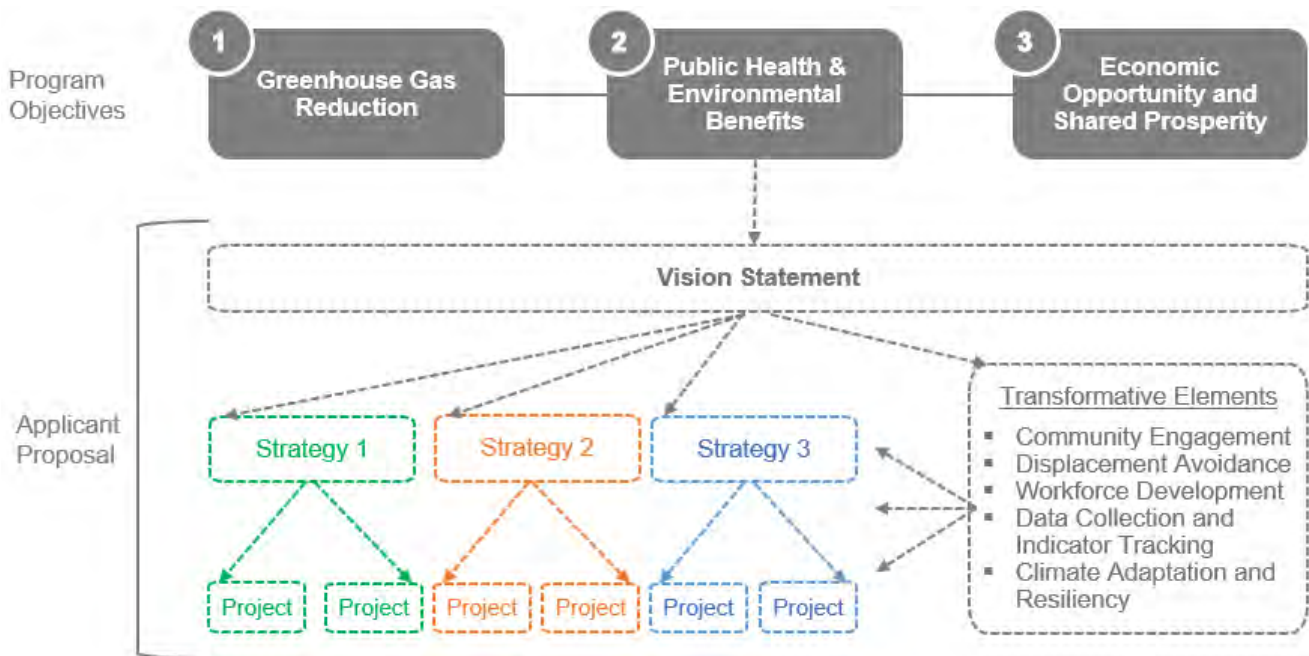 1
2
3
Program
Objectives
Greenhouse Gas
Reduction
Public Health &
Environmental
Benefits
Economic
Opportunity and
Shared Prosperity
Vision Statement
Applicant
Proposal
Strategy 1
Strategy 2
Strategy 3
Project
Project
Project
Project
Project
Project
Transformative Elements
▪ Community Engagement
▪ Displacement Avoidance
▪ Workforce Development
▪ Data Collection and
Indicator Tracking
▪ Climate Adaptation and
Resiliency